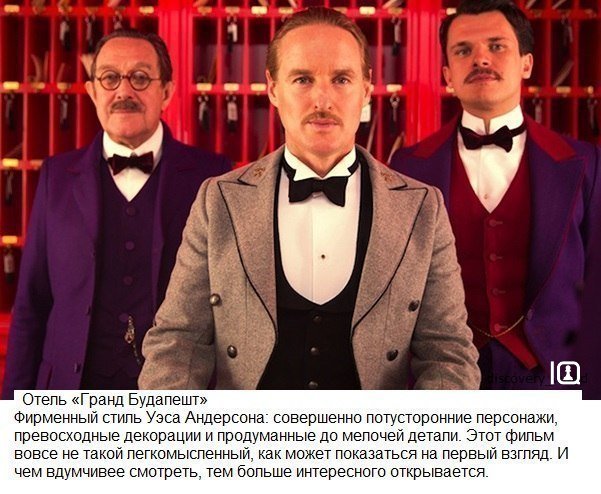 discovery
Отель «Гранд Будапешт»
Фирменный стиль Уэса Андерсона: совершенно потусторонние персонажи,
превосходные декорации и продуманные до мелочей детали. Этот фильм
вовсе не такой легкомысленный, как может показаться на первый взгляд. И
чем вдумчивее смотреть, тем больше интересного открывается.